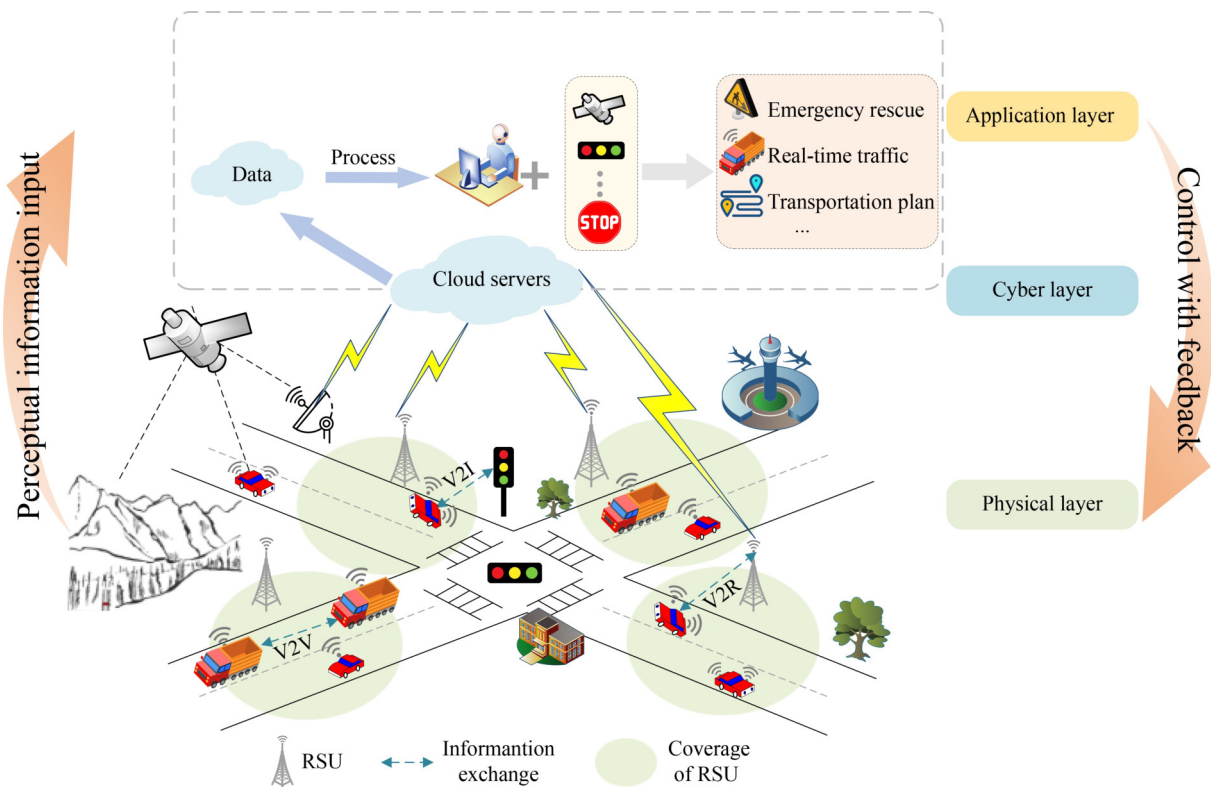 Perceptual information input
Data
Process
STOP
Emergency rescue
Real-time traffic
Transportation plan
...
Application layer
Cloud servers
Cyber layer
Control with feedback
V2I
Physical layer
V2V
V2R
RSU
Informantion
exchange
Coverage
of RSU